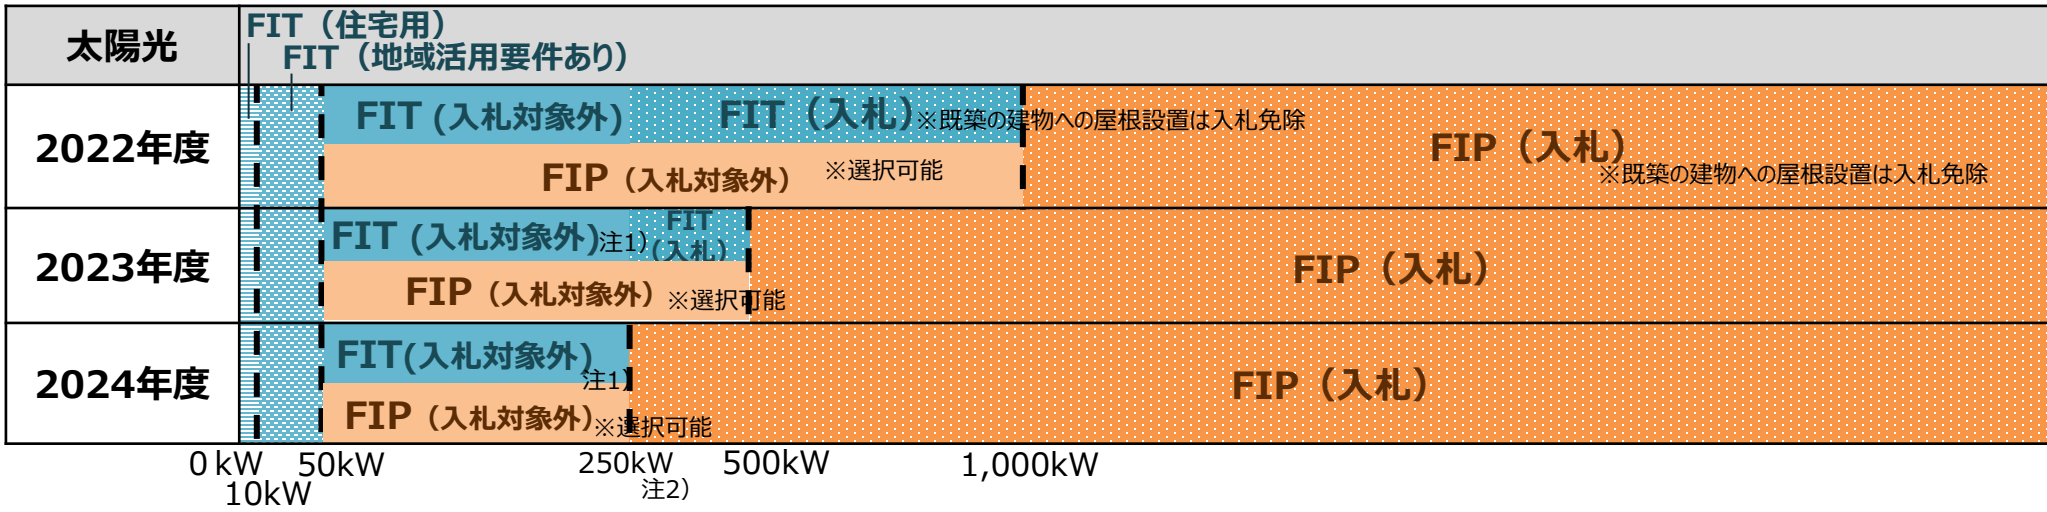 太陽光
FIT（住宅用）
FIT（地域活用要件あり）
2022年度
FIT (入札対象外)
FIT（入札）
※既築の建物への屋根設置は入札免除
FIP（入札対象外）
※選択可能
FIP（入札）
※既築の建物への屋根設置は入札免除
2023年度
FIT (入札対象外)
注1）
FIT
（入札）
FIP（入札対象外）
※選択可能
FIP（入札）
2024年度
FIT(入札対象外)
注1）
FIP（入札対象外）
※選択可能
FIP（入札）
0 kW
10kW
50kW
250kW
注2）
500kW
1,000kW